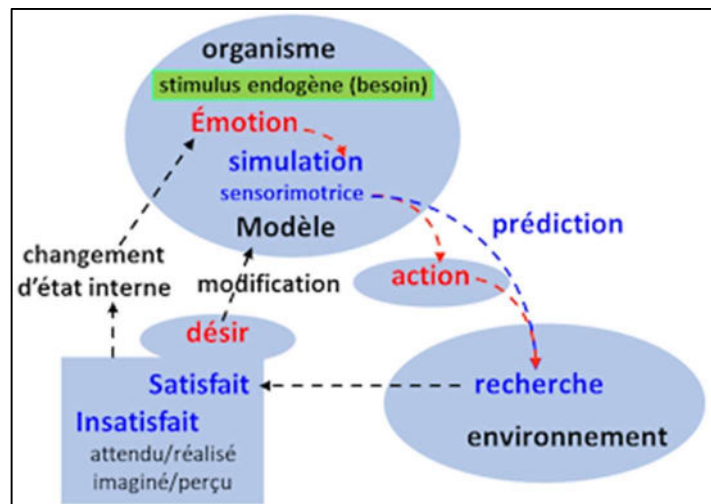 organisme
stimulus endogène (besoin)
Émotion
simulation
sensorimotrice
Modèle
prédiction
changement
d'état interne
modification
action
désir
Satisfait
recherche
Insatisfait
environnement
attendu/réalisé
imaginé/perçu